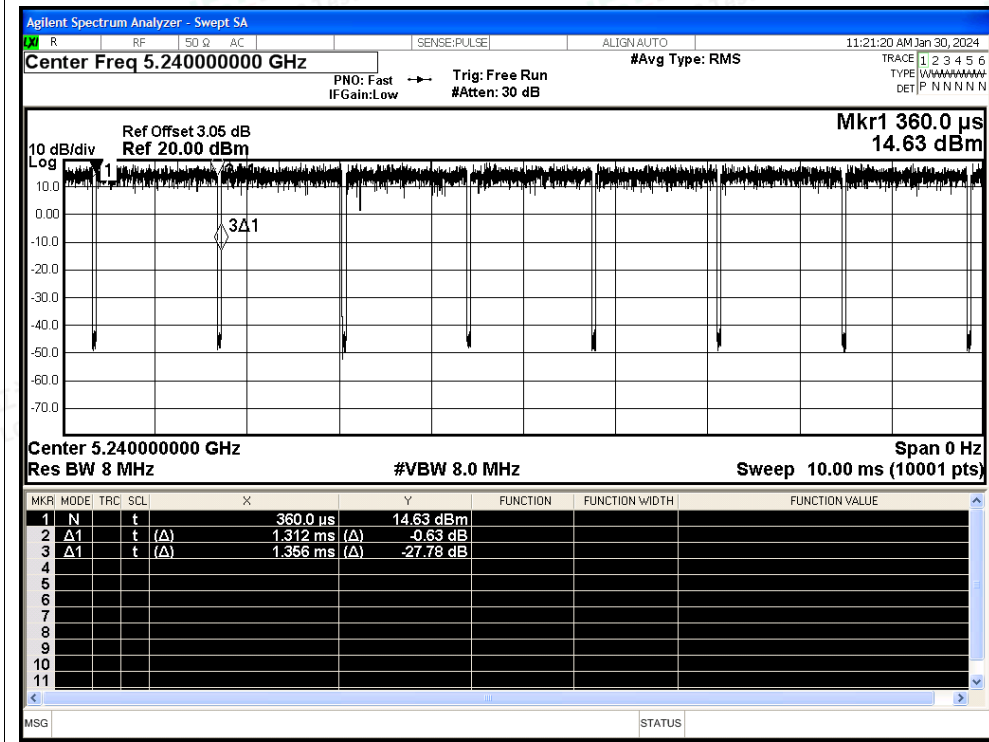 Agilent Spectrum Analyzer - Swept SA
LXI R RF 50 Ω AC SENSE:PULSE ALIGN AUTO 11:21:20 AM Jan 30, 2024
Center Freq 5.240000000 GHz #Avg Type: RMS TRACE 1 2 3 4 5 6
PNO: Fast Trig: Free Run TYPE WWWWWW
IFGain:Low #Atten: 30 dB DET P N N N N N
Mkr1 360.0 µs
Ref Offset 3.05 dB
10 dB/div Ref 20.00 dBm 14.63 dBm
Log
1
10.0
0.00
3Δ1
-10.0
-20.0
-30.0
-40.0
-50.0
-60.0
-70.0
Center 5.240000000 GHz Span 0 Hz
Res BW 8 MHz #VBW 8.0 MHz Sweep 10.00 ms (10001 pts)
MKR MODE TRC SCL X Y FUNCTION FUNCTION WIDTH FUNCTION VALUE
1 N t 360.0 µs 14.63 dBm
2 Δ1 t (Δ) 1.312 ms (Δ) -0.63 dB
3 Δ1 t (Δ) 1.356 ms (Δ) -27.78 dB
4
5
6
7
8
9
10
11
MSG STATUS